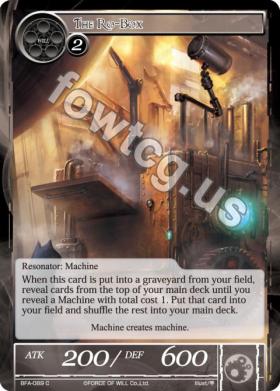 The Ro-Box
WILL
2
fowtcg.us
Resonator: Machine
When this card is put into a graveyard from your field,
reveal cards from the top of your main deck until you
reveal a Machine with total cost 1. Put that card into
your field and shuffle the rest into your main deck.
Machine creates machine.
ATK 200/ DEF 600
BFA-089 C ©FORCE OF WILL Co.,Ltd. Illust/